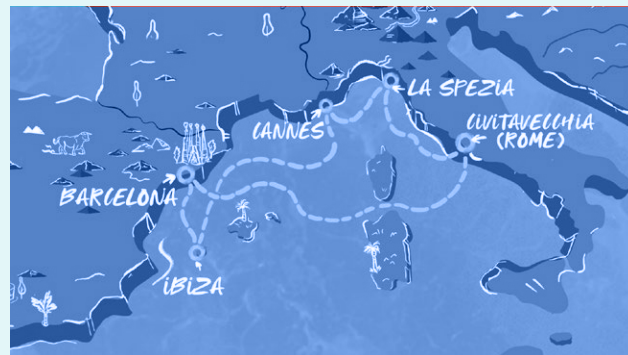 LA SPEZIA
CANNES
CIVITAVECCHIA
(ROME)
BARCELONA
IBIZA